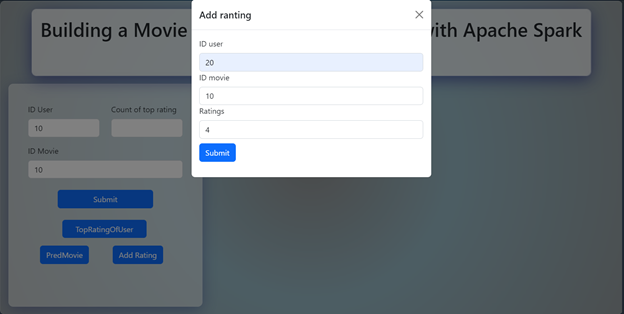 Add ranting
Building a Movie
with Apache Spark
ID user
20
ID movie
10
Ratings
4
Submit
ID User
Count of top rating
10
ID Movie
10
Submit
TopRatingOfUser
PredMovie
Add Rating